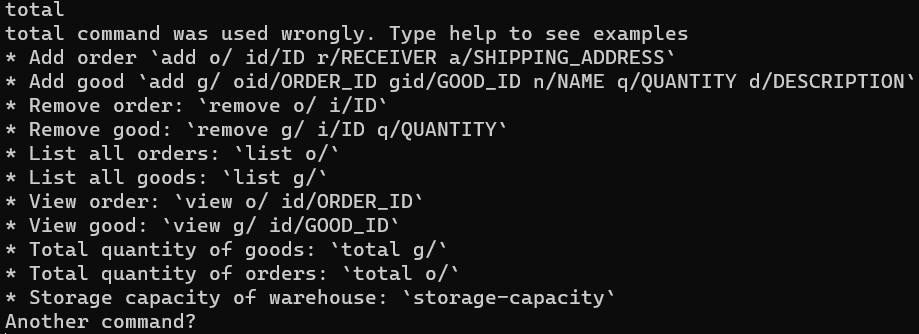 total
total command was used wrongly. Type help to see examples
* Add order `add o/ id/ID r/RECEIVER a/SHIPPING_ADDRESS`
* Add good `add g/ oid/ORDER_ID gid/GOOD_ID n/NAME q/QUANTITY d/DESCRIPTION`
* Remove order: `remove o/ i/ID`
* Remove good: `remove g/ i/ID q/QUANTITY`
* List all orders: `list o/`
* List all goods: `list g/`
* View order: `view o/ id/ORDER_ID`
* View good: `view g/ id/GOOD_ID`
* Total quantity of goods: `total g/`
* Total quantity of orders: `total o/`
* Storage capacity of warehouse: `storage-capacity`
Another command?